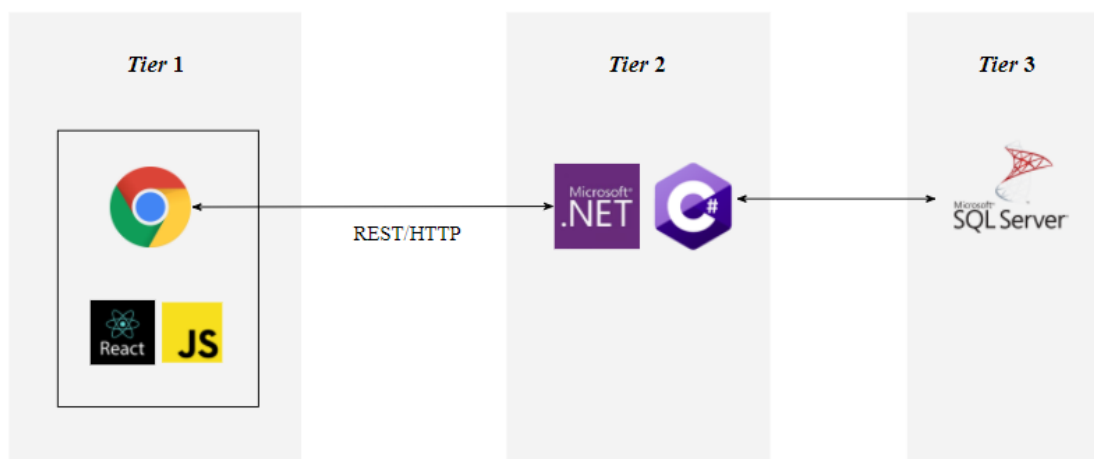 Tier 1
Tier 2
Tier 3
REST/HTTP
Microsoft®
.NET
C#
Microsoft®
SQL Server®
React
JS